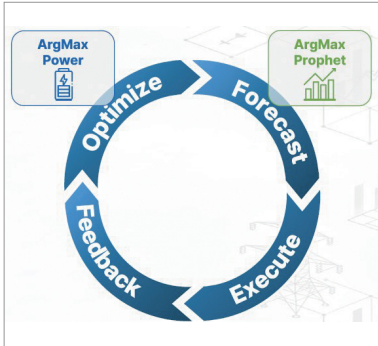 ArgMax
Power
ArgMax
Prophet
Optimize
Forecast
Feedback
Execute